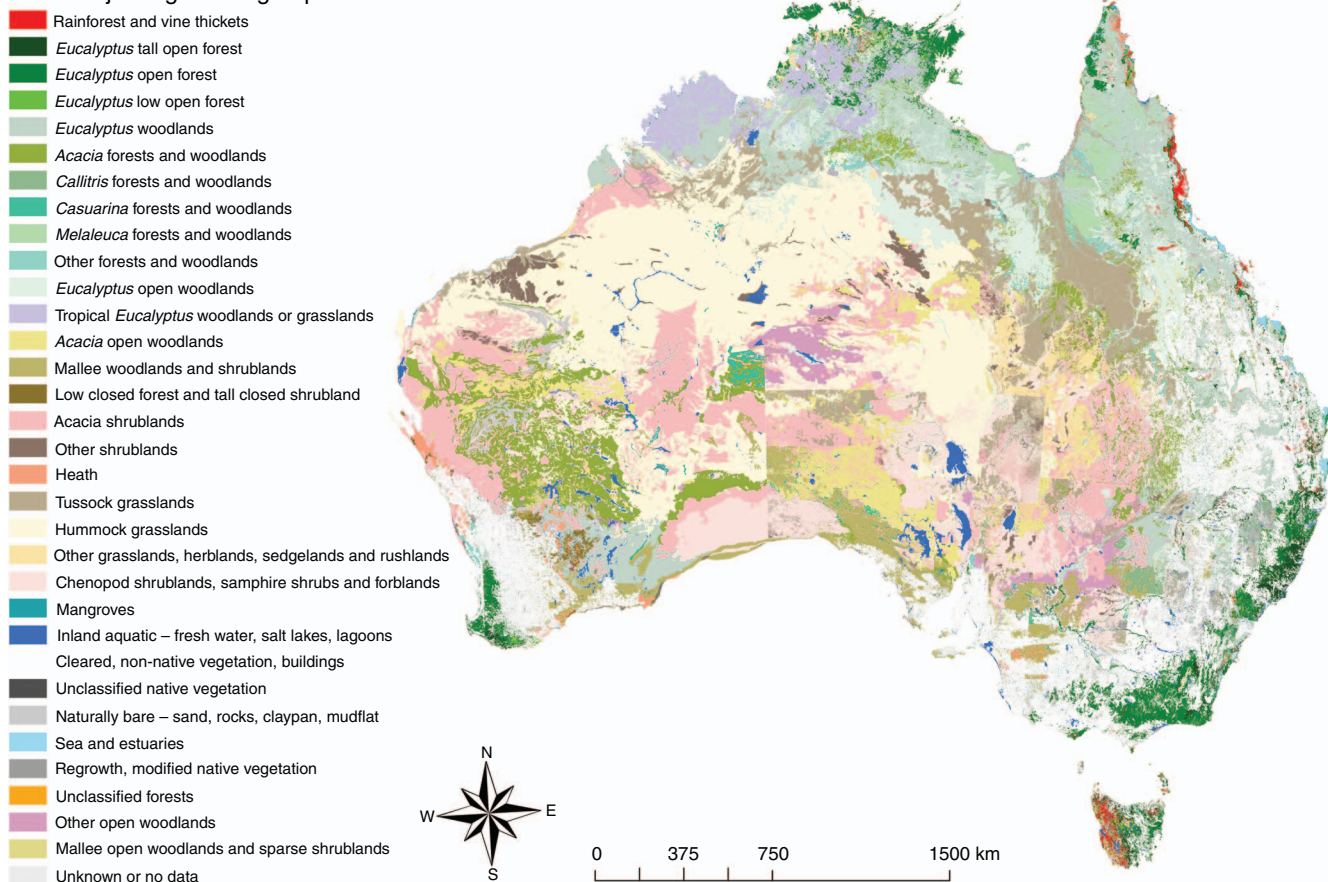 Rainforest and vine thickets
Eucalyptus tall open forest
Eucalyptus open forest
Eucalyptus low open forest
Eucalyptus woodlands
Acacia forests and woodlands
Callitris forests and woodlands
Casuarina forests and woodlands
Melaleuca forests and woodlands
Other forests and woodlands
Eucalyptus open woodlands
Tropical Eucalyptus woodlands or grasslands
Acacia open woodlands
Mallee woodlands and shrublands
Low closed forest and tall closed shrubland
Acacia shrublands
Other shrublands
Heath
Tussock grasslands
Hummock grasslands
Other grasslands, herblands, sedgelands and rushlands
Chenopod shrublands, samphire shrubs and forblands
Mangroves
Inland aquatic – fresh water, salt lakes, lagoons
Cleared, non-native vegetation, buildings
Unclassified native vegetation
Naturally bare – sand, rocks, claypan, mudflat
Sea and estuaries
Regrowth, modified native vegetation
Unclassified forests
Other open woodlands
Mallee open woodlands and sparse shrublands
Unknown or no data
N
W
E
S
0 375 750 1500 km